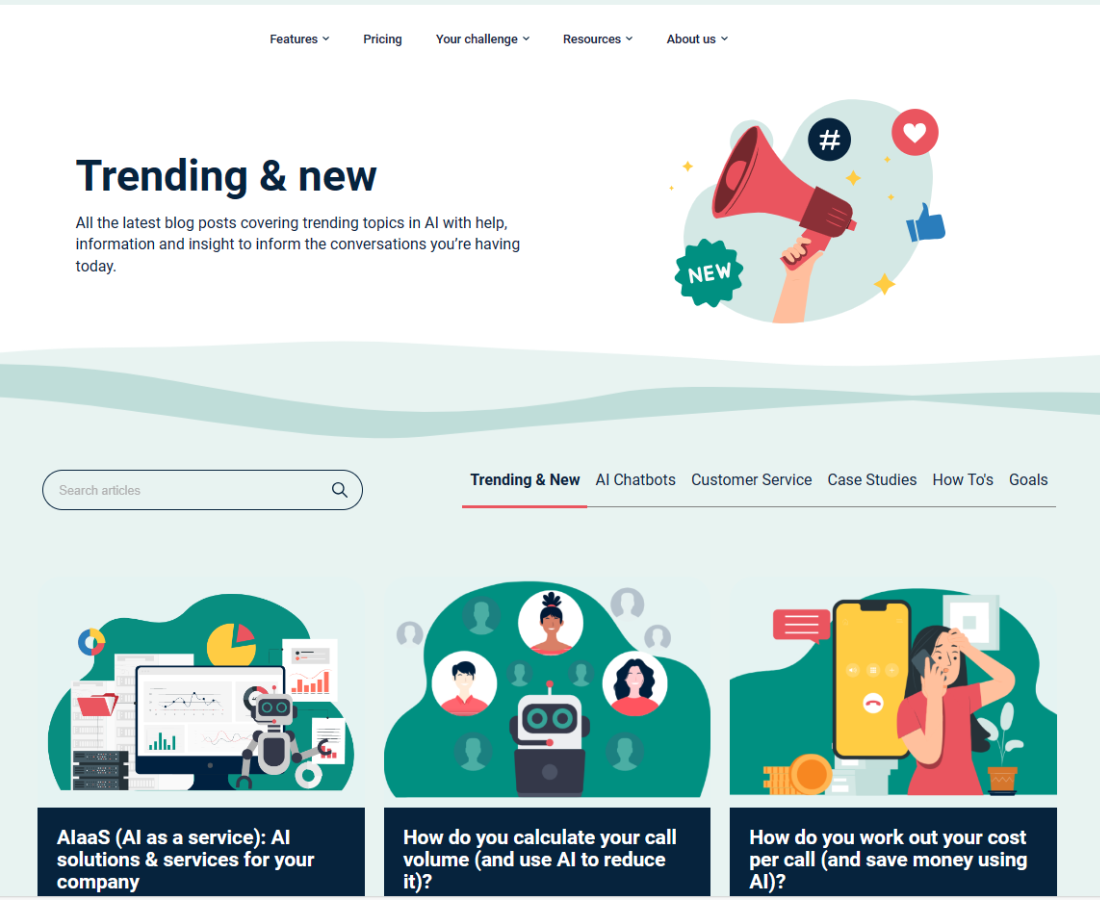 Features
Pricing
Your challenge
Resources
About us
#
Trending & new
All the latest blog posts covering trending topics in AI with help,
information and insight to inform the conversations you’re having
today.
NEW
Search articles
Trending & New
AI Chatbots
Customer Service
Case Studies
How To's
Goals
AIaaS (AI as a service): AI
solutions & services for your
company
How do you calculate your call
volume (and use AI to reduce
it)?
How do you work out your cost
per call (and save money using
AI)?